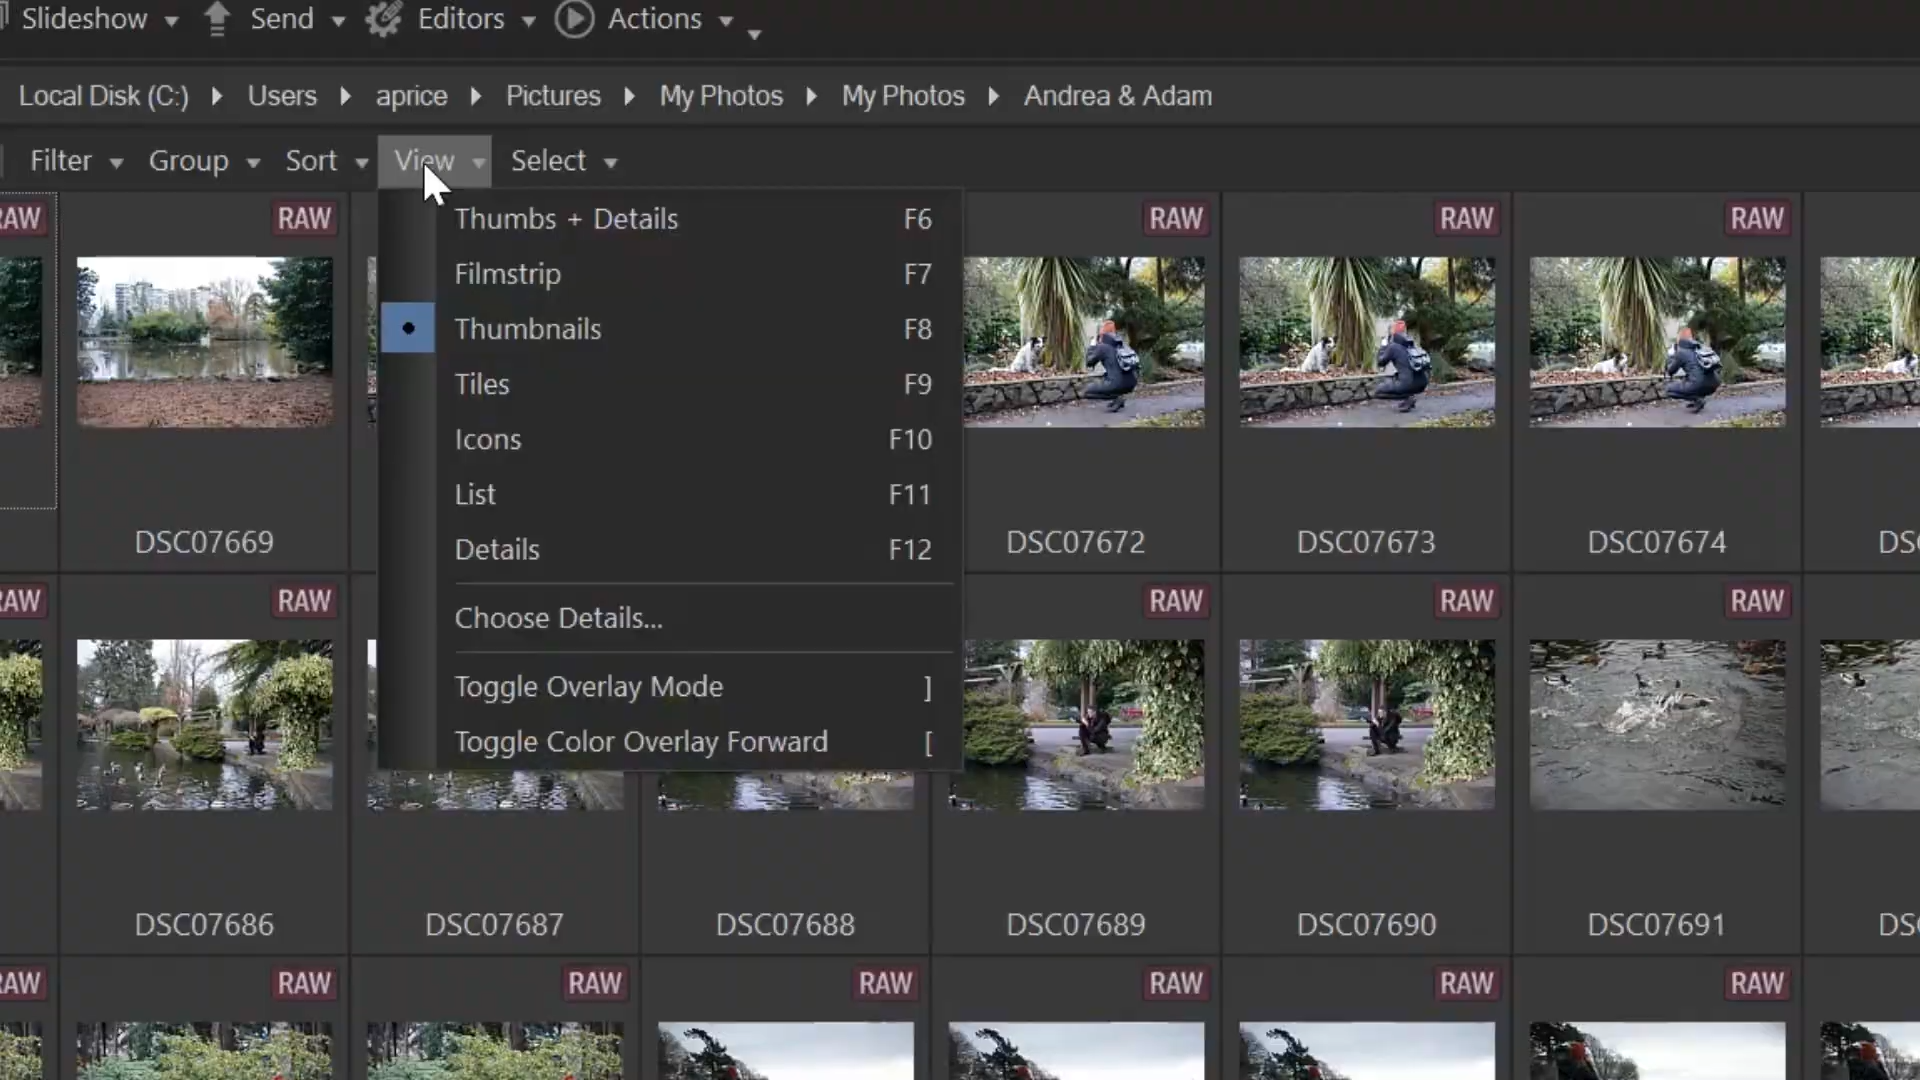 Slideshow Send Editors Actions
Local Disk (C:) Users aprice Pictures My Photos My Photos Andrea & Adam
Filter Group Sort View Select
Thumbs + Details F6
Filmstrip F7
Thumbnails F8
Tiles F9
Icons F10
List F11
Details F12
Choose Details...
Toggle Overlay Mode ]
Toggle Color Overlay Forward [
RAW RAW RAW RAW
DSC07669 DSC07672 DSC07673 DSC07674
RAW RAW RAW RAW
DSC07686 DSC07687 DSC07688 DSC07689 DSC07690 DSC07691
RAW RAW RAW RAW RAW RAW